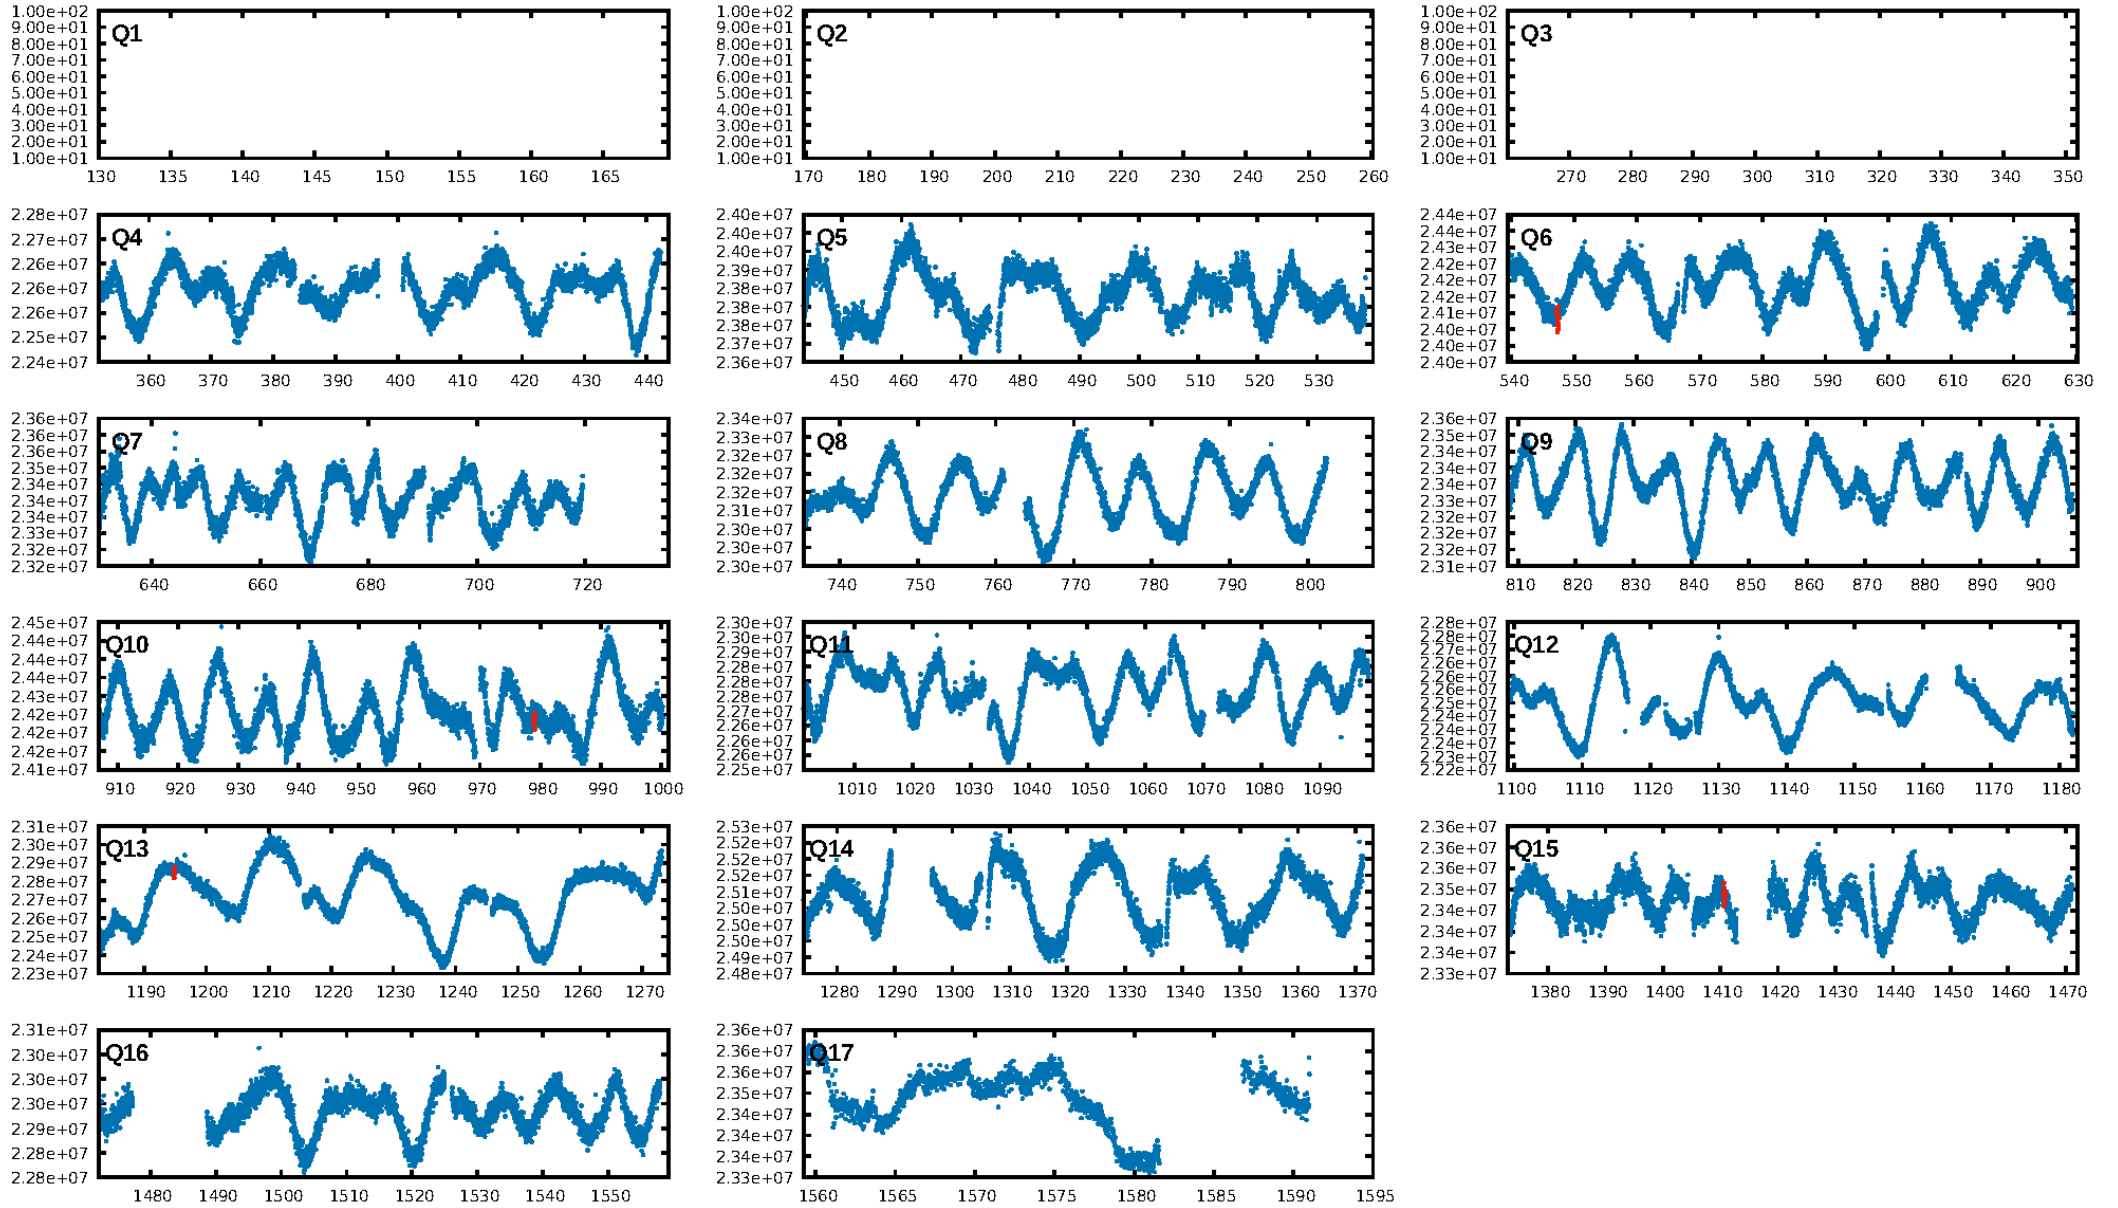 1.00e+02 9.00e+01 8.00e+01 7.00e+01 6.00e+01 5.00e+01 4.00e+01 3.00e+01 2.00e+01 1.00e+01
Q1
130 135 140 145 150 155 160 165
1.00e+02 9.00e+01 8.00e+01 7.00e+01 6.00e+01 5.00e+01 4.00e+01 3.00e+01 2.00e+01 1.00e+01
Q2
170 180 190 200 210 220 230 240 250 260
1.00e+02 9.00e+01 8.00e+01 7.00e+01 6.00e+01 5.00e+01 4.00e+01 3.00e+01 2.00e+01 1.00e+01
Q3
270 280 290 300 310 320 330 340 350
2.28e+07 2.27e+07 2.26e+07 2.26e+07 2.26e+07 2.25e+07 2.24e+07
Q4
360 370 380 390 400 410 420 430 440
2.40e+07 2.40e+07 2.40e+07 2.39e+07 2.38e+07 2.38e+07 2.38e+07 2.37e+07 2.36e+07
Q5
450 460 470 480 490 500 510 520 530
2.44e+07 2.44e+07 2.43e+07 2.42e+07 2.42e+07 2.42e+07 2.41e+07 2.40e+07 2.40e+07 2.40e+07
Q6
540 550 560 570 580 590 600 610 620 630
2.36e+07 2.36e+07 2.36e+07 2.35e+07 2.34e+07 2.34e+07 2.34e+07 2.33e+07 2.32e+07 2.32e+07
Q7
640 660 680 700 720
2.34e+07 2.33e+07 2.32e+07 2.32e+07 2.32e+07 2.31e+07 2.30e+07 2.30e+07 2.30e+07
Q8
740 750 760 770 780 790 800
2.36e+07 2.35e+07 2.35e+07 2.34e+07 2.34e+07 2.33e+07 2.32e+07 2.32e+07 2.32e+07 2.31e+07
Q9
810 820 830 840 850 860 870 880 890 900
2.45e+07 2.44e+07 2.44e+07 2.44e+07 2.43e+07 2.42e+07 2.42e+07 2.42e+07 2.41e+07
Q10
910 920 930 940 950 960 970 980 990 1000
2.30e+07 2.30e+07 2.29e+07 2.28e+07 2.28e+07 2.28e+07 2.27e+07 2.26e+07 2.26e+07 2.25e+07
Q11
1010 1020 1030 1040 1050 1060 1070 1080 1090
2.28e+07 2.28e+07 2.26e+07 2.26e+07 2.26e+07 2.25e+07 2.24e+07 2.24e+07 2.24e+07 2.23e+07 2.22e+07
Q12
1100 1110 1120 1130 1140 1150 1160 1170 1180
2.31e+07 2.30e+07 2.29e+07 2.28e+07 2.27e+07 2.26e+07 2.25e+07 2.24e+07 2.23e+07
Q13
1190 1200 1210 1220 1230 1240 1250 1260 1270
2.53e+07 2.52e+07 2.52e+07 2.51e+07 2.50e+07 2.50e+07 2.50e+07 2.49e+07 2.48e+07
Q14
1280 1290 1300 1310 1320 1330 1340 1350 1360 1370
2.36e+07 2.36e+07 2.36e+07 2.35e+07 2.34e+07 2.34e+07 2.34e+07 2.33e+07
Q15
1380 1390 1400 1410 1420 1430 1440 1450 1460 1470
2.31e+07 2.30e+07 2.30e+07 2.30e+07 2.29e+07 2.28e+07 2.28e+07
Q16
1480 1490 1500 1510 1520 1530 1540 1550
2.36e+07 2.36e+07 2.35e+07 2.35e+07 2.34e+07 2.34e+07 2.34e+07 2.33e+07
Q17
1560 1565 1570 1575 1580 1585 1590 1595